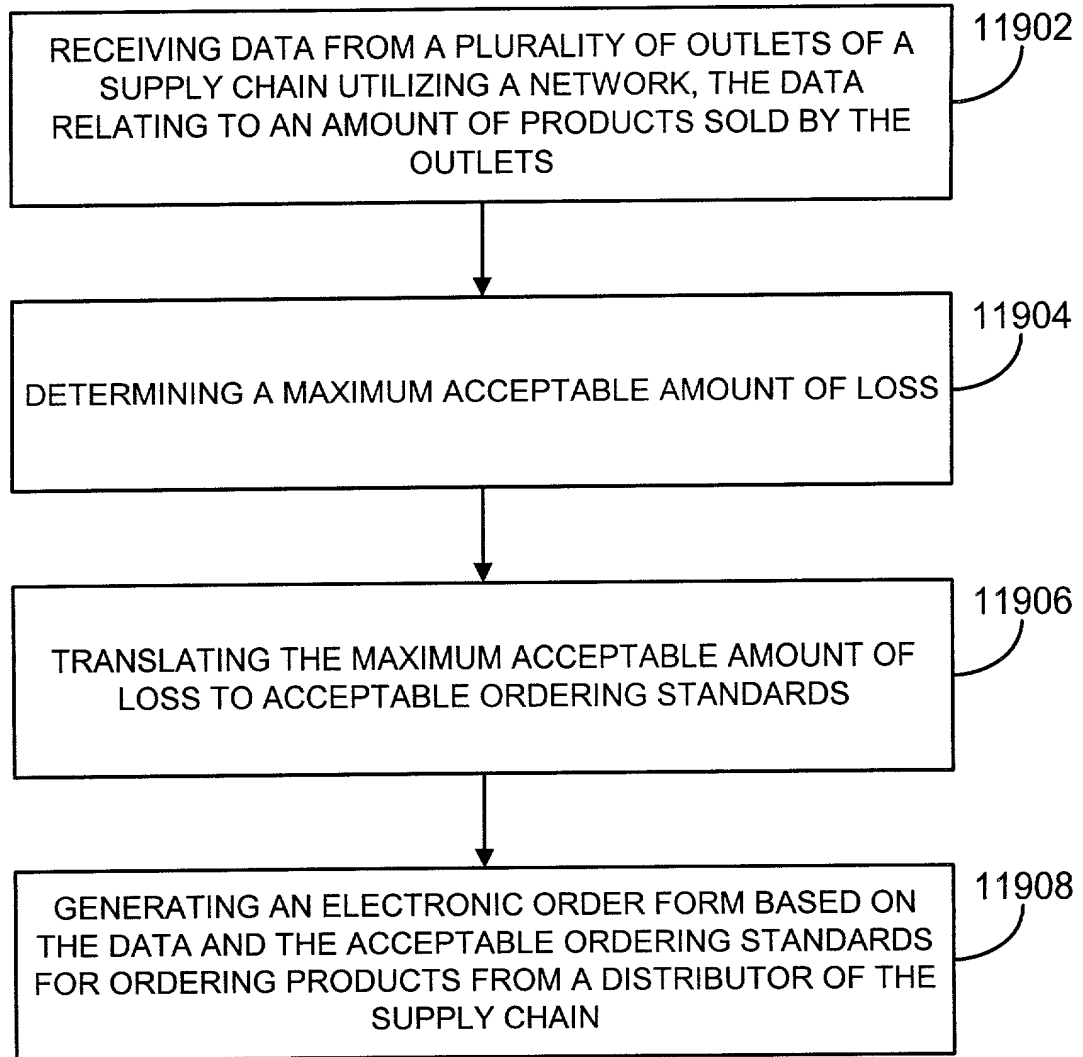 11902
RECEIVING DATA FROM A PLURALITY OF OUTLETS OF A
SUPPLY CHAIN UTILIZING A NETWORK, THE DATA
RELATING TO AN AMOUNT OF PRODUCTS SOLD BY THE
OUTLETS
11904
DETERMINING A MAXIMUM ACCEPTABLE AMOUNT OF LOSS
11906
TRANSLATING THE MAXIMUM ACCEPTABLE AMOUNT OF
LOSS TO ACCEPTABLE ORDERING STANDARDS
11908
GENERATING AN ELECTRONIC ORDER FORM BASED ON
THE DATA AND THE ACCEPTABLE ORDERING STANDARDS
FOR ORDERING PRODUCTS FROM A DISTRIBUTOR OF THE
SUPPLY CHAIN